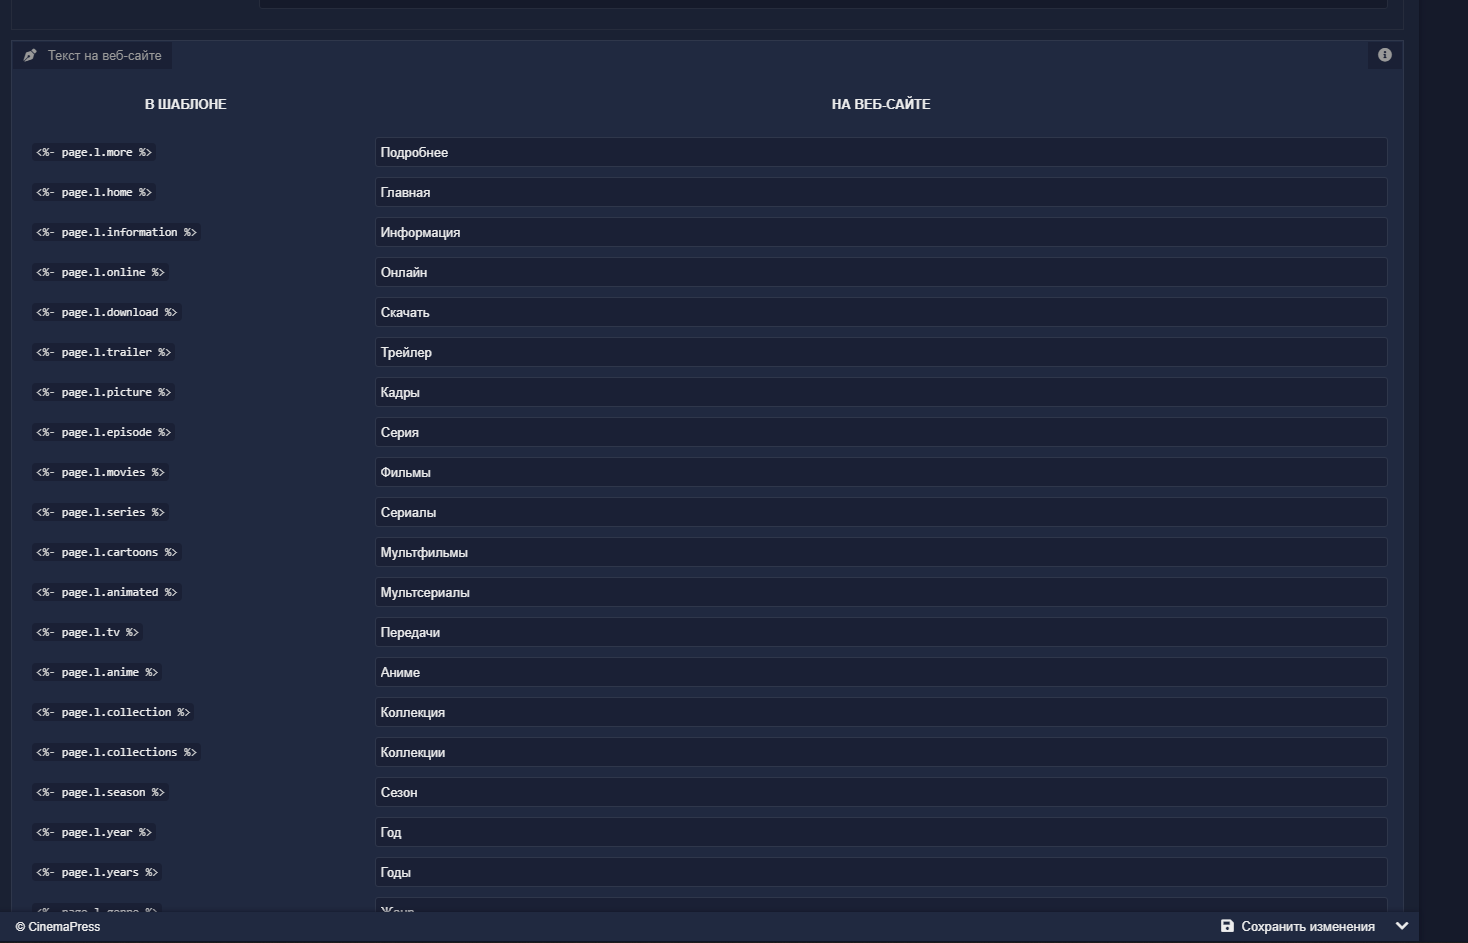 Текст на веб-сайте
В ШАБЛОНЕ НА ВЕБ-САЙТЕ
<%- page.l.more %> Подробнее
<%- page.l.home %> Главная
<%- page.l.information %> Информация
<%- page.l.online %> Онлайн
<%- page.l.download %> Скачать
<%- page.l.trailer %> Трейлер
<%- page.l.picture %> Кадры
<%- page.l.episode %> Серия
<%- page.l.movies %> Фильмы
<%- page.l.series %> Сериалы
<%- page.l.cartoons %> Мультфильмы
<%- page.l.animated %> Мультсериалы
<%- page.l.tv %> Передачи
<%- page.l.anime %> Аниме
<%- page.l.collection %> Коллекция
<%- page.l.collections %> Коллекции
<%- page.l.season %> Сезон
<%- page.l.year %> Год
<%- page.l.years %> Годы
© CinemaPress Сохранить изменения